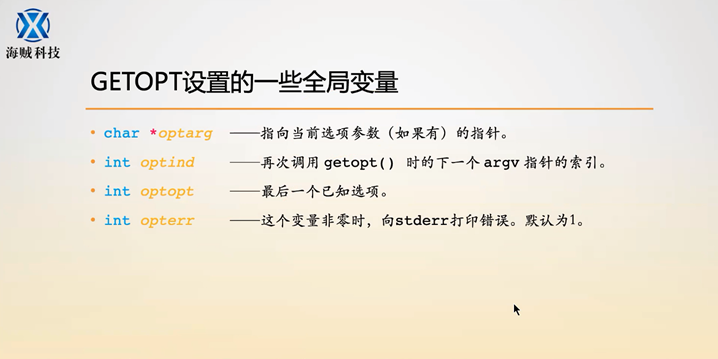 海贼科技
GETOPT设置的一些全局变量
• char *optarg ——指向当前选项参数（如果有）的指针。
• int optind ——再次调用 getopt() 时的下一个 argv 指针的索引。
• int optopt ——最后一个已知选项。
• int opterr ——这个变量非零时，向stderr打印错误。默认为1。